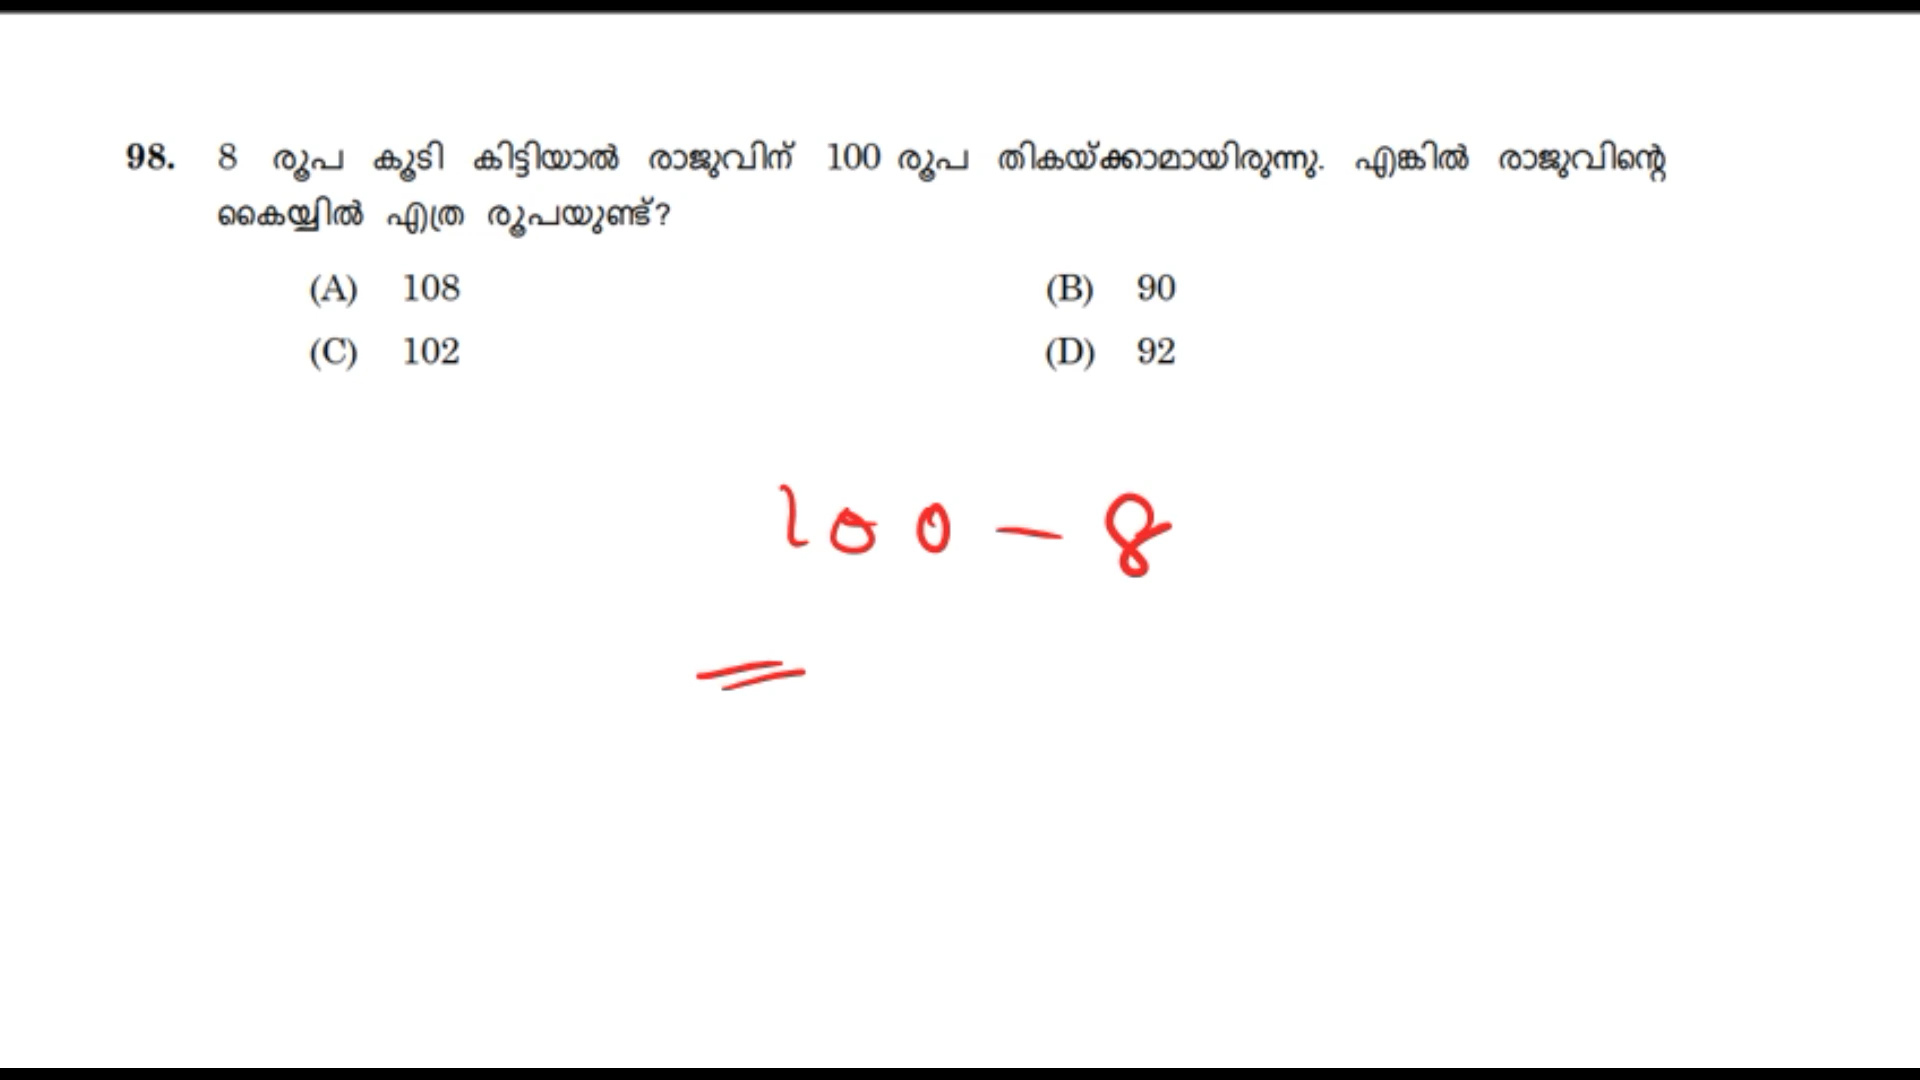 98. 8 രൂപ കൂടി കിട്ടിയാൽ രാജുവിന് 100 രൂപ തികയ്ക്കാമായിരുന്നു. എങ്കിൽ രാജുവിന്റെ
കൈയ്യിൽ എത്ര രൂപയുണ്ട്?
(A) 108 (B) 90
(C) 102 (D) 92
100 - 8